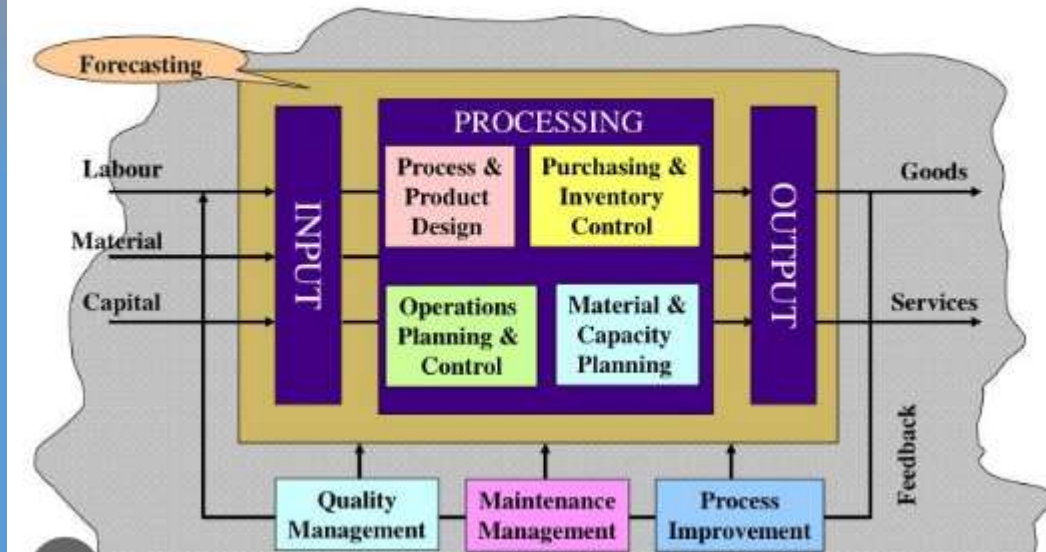 Forecasting
PROCESSING
Labour
Material
Capital
INPUT
Process &
Product
Design
Purchasing &
Inventory
Control
Operations
Planning &
Control
Material &
Capacity
Planning
OUTPUT
Goods
Services
Feedback
Quality
Management
Maintenance
Management
Process
Improvement